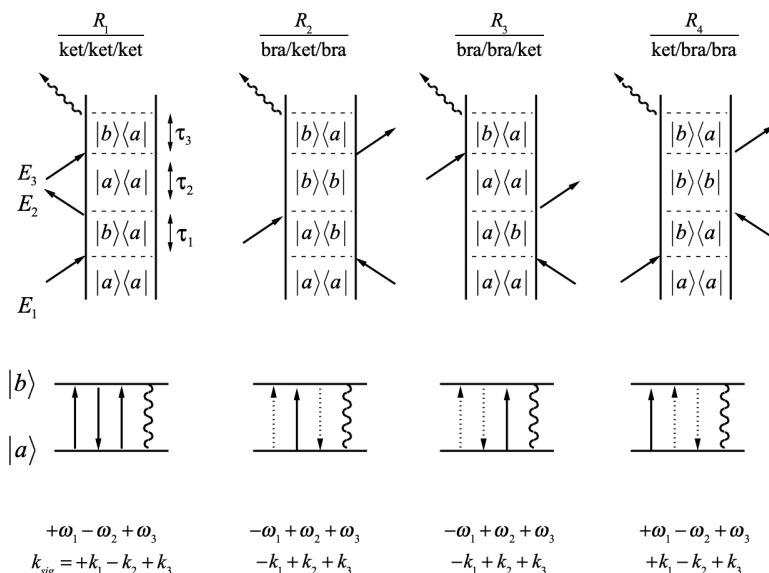 R₁ R₂ R₃ R₄
ket/ket/ket bra/ket/bra bra/bra/ket ket/bra/bra
|b⟩⟨a| τ₃ |b⟩⟨a| |b⟩⟨a| |b⟩⟨a|
E₃ |a⟩⟨a| τ₂ |b⟩⟨b| |a⟩⟨a| |b⟩⟨b|
E₂
|b⟩⟨a| τ₁ |a⟩⟨b| |a⟩⟨b| |b⟩⟨a|
E₁ |a⟩⟨a| |a⟩⟨a| |a⟩⟨a| |a⟩⟨a|
|b⟩
|a⟩
+ω₁ − ω₂ + ω₃ −ω₁ + ω₂ + ω₃ −ω₁ + ω₂ + ω₃ +ω₁ − ω₂ + ω₃
k_sig = +k₁ − k₂ + k₃ −k₁ + k₂ + k₃ −k₁ + k₂ + k₃ +k₁ − k₂ + k₃